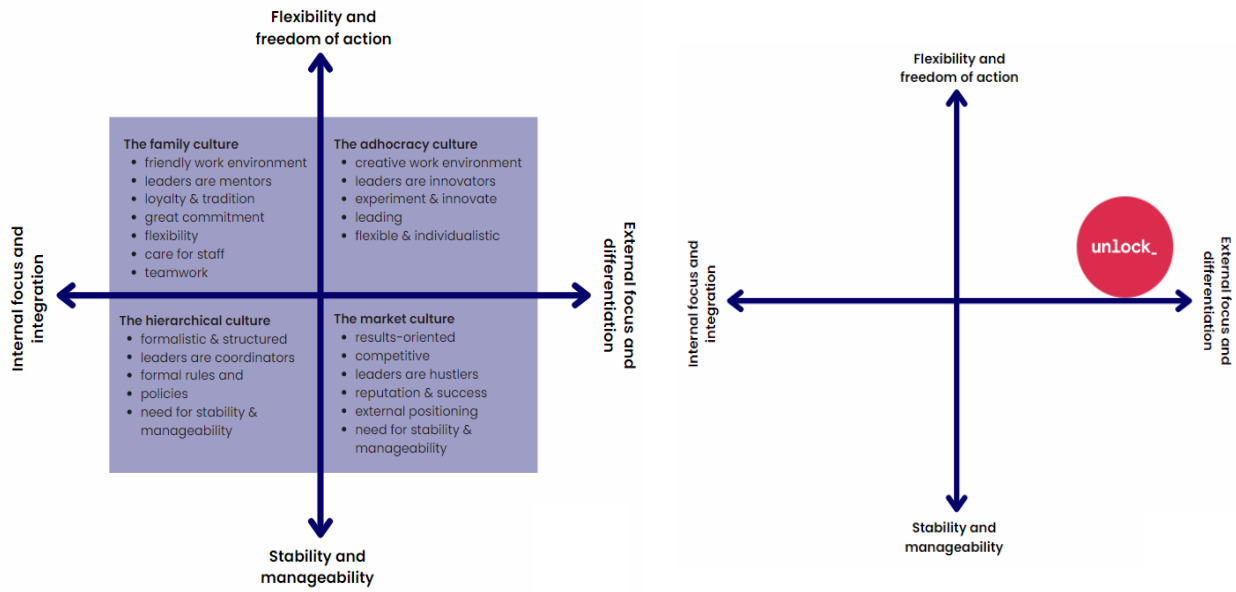 Flexibility and
freedom of action
The family culture
friendly work environment
leaders are mentors
loyalty & tradition
great commitment
flexibility
care for staff
teamwork
The adhocracy culture
creative work environment
leaders are innovators
experiment & innovate
leading
flexible & individualistic
Internal focus and
integration
External focus and
differentiation
The hierarchical culture
formalistic & structured
leaders are coordinators
formal rules and
policies
need for stability &
manageability
The market culture
results-oriented
competitive
leaders are hustlers
reputation & success
external positioning
need for stability &
manageability
Stability and
manageability
Flexibility and
freedom of action
Internal focus and
integration
unlock_
External focus and
differentiation
Stability and
manageability